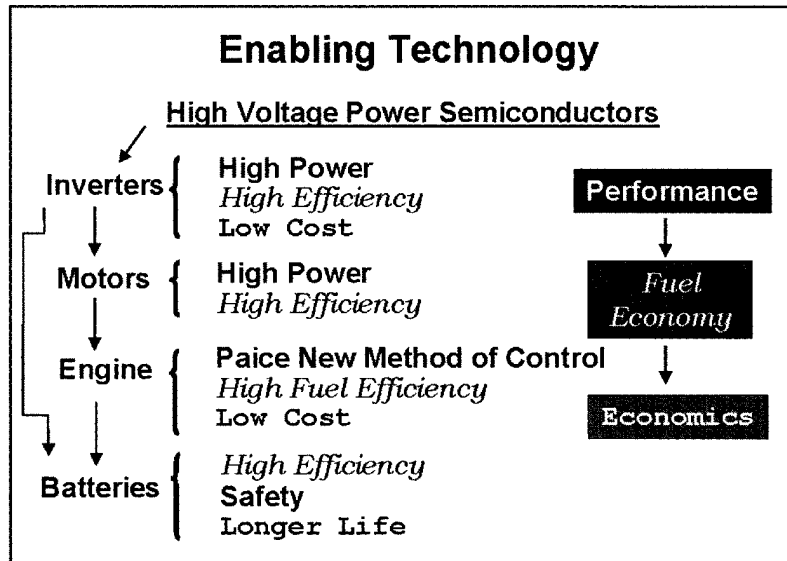 Enabling Technology
High Voltage Power Semiconductors
Inverters
High Power
High Efficiency
Low Cost
Motors
High Power
High Efficiency
Engine
Paice New Method of Control
High Fuel Efficiency
Low Cost
Batteries
High Efficiency
Safety
Longer Life
Performance
Fuel
Economy
Economics